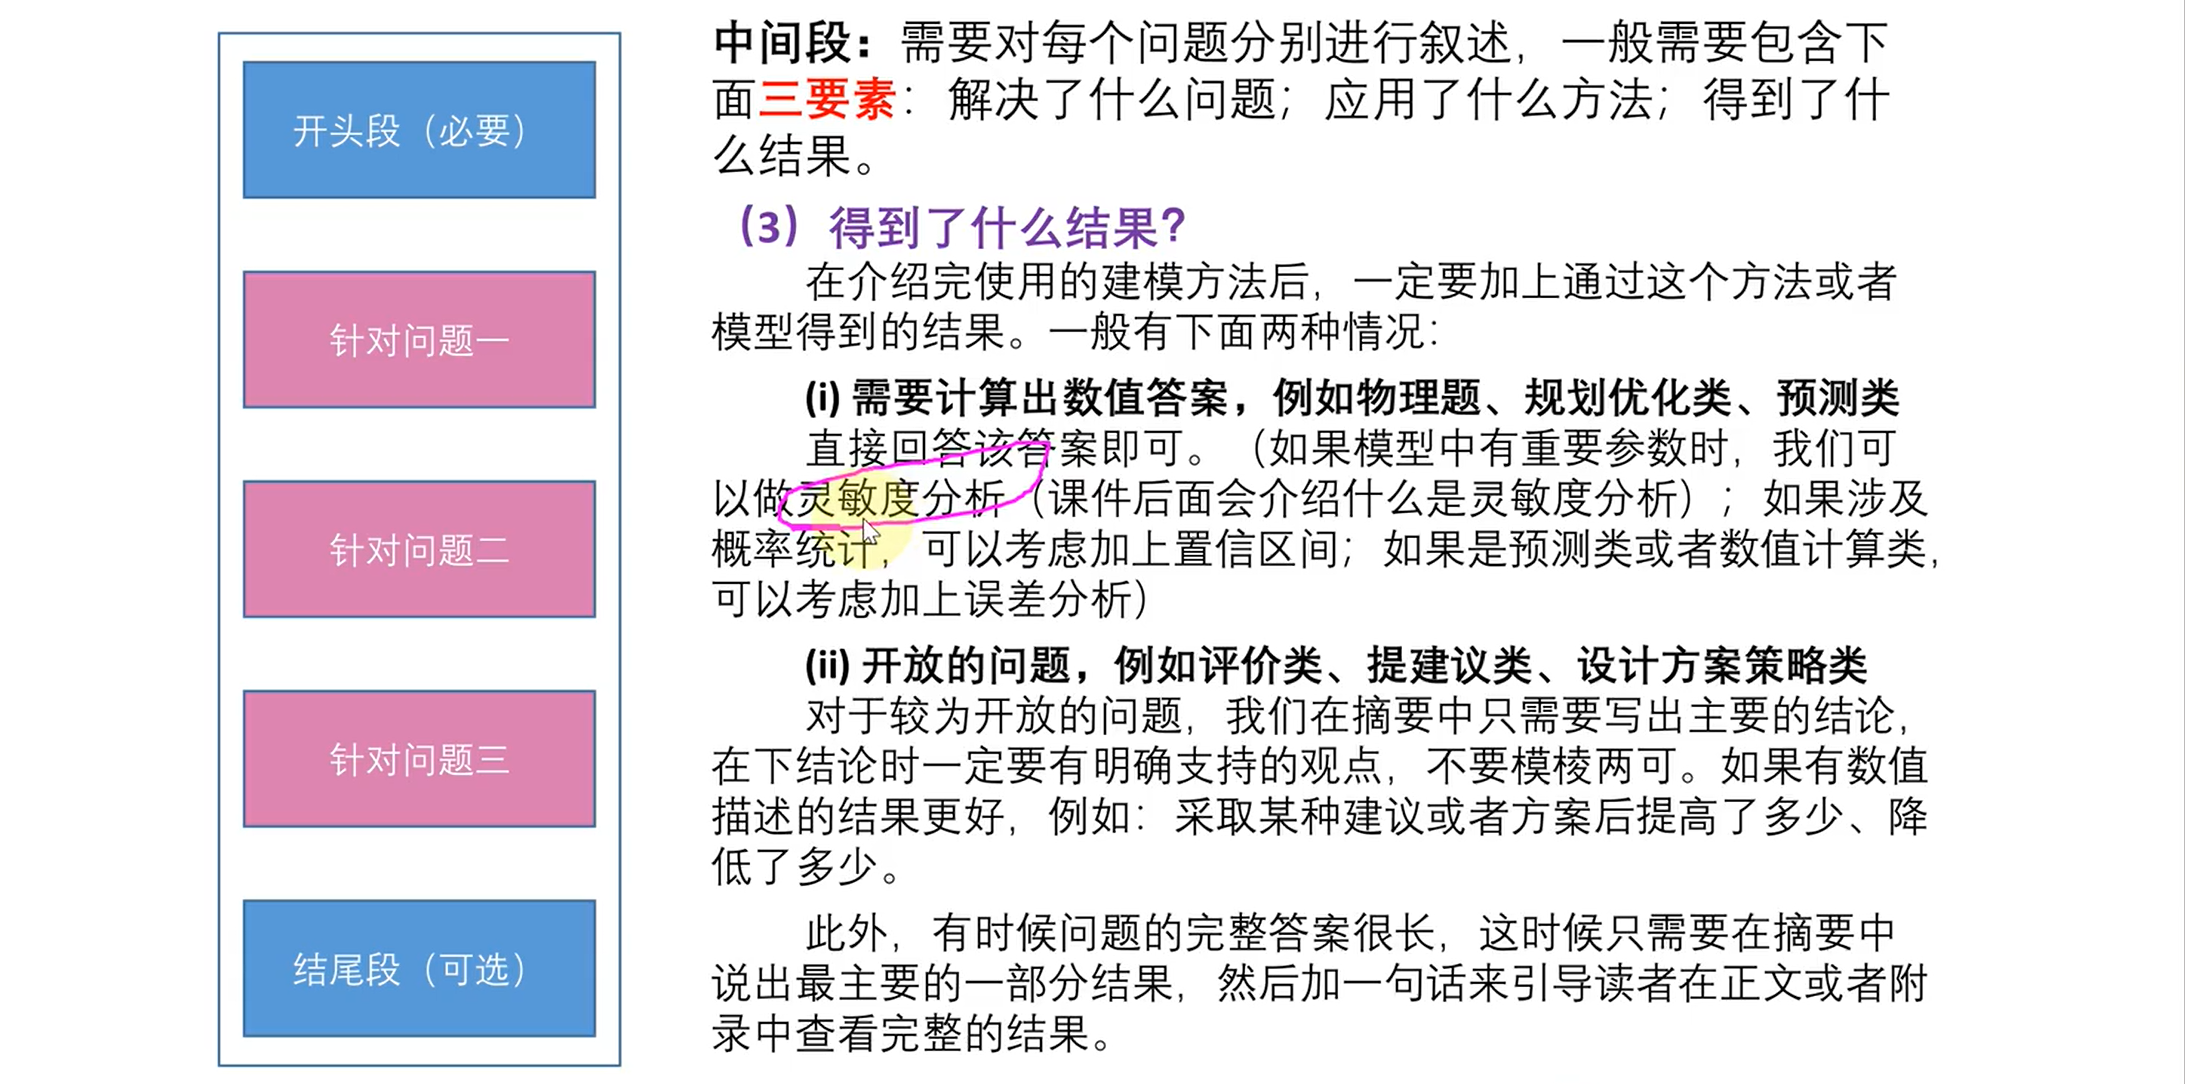 开头段（必要）
针对问题一
针对问题二
针对问题三
结尾段（可选）
中间段：需要对每个问题分别进行叙述，一般需要包含下
面三要素：解决了什么问题；应用了什么方法；得到了什
么结果。
（3）得到了什么结果？
在介绍完使用的建模方法后，一定要加上通过这个方法或者
模型得到的结果。一般有下面两种情况：
(i) 需要计算出数值答案，例如物理题、规划优化类、预测类
直接回答该答案即可。（如果模型中有重要参数时，我们可
以做灵敏度分析（课件后面会介绍什么是灵敏度分析）；如果涉及
概率统计，可以考虑加上置信区间；如果是预测类或者数值计算类，
可以考虑加上误差分析）
(ii) 开放的问题，例如评价类、提建议类、设计方案策略类
对于较为开放的问题，我们在摘要中只需要写出主要的结论，
在下结论时一定要有明确支持的观点，不要模棱两可。如果有数值
描述的结果更好，例如：采取某种建议或者方案后提高了多少、降
低了多少。
此外，有时候问题的完整答案很长，这时候只需要在摘要中
说出最主要的一部分结果，然后加一句话来引导读者在正文或者附
录中查看完整的结果。